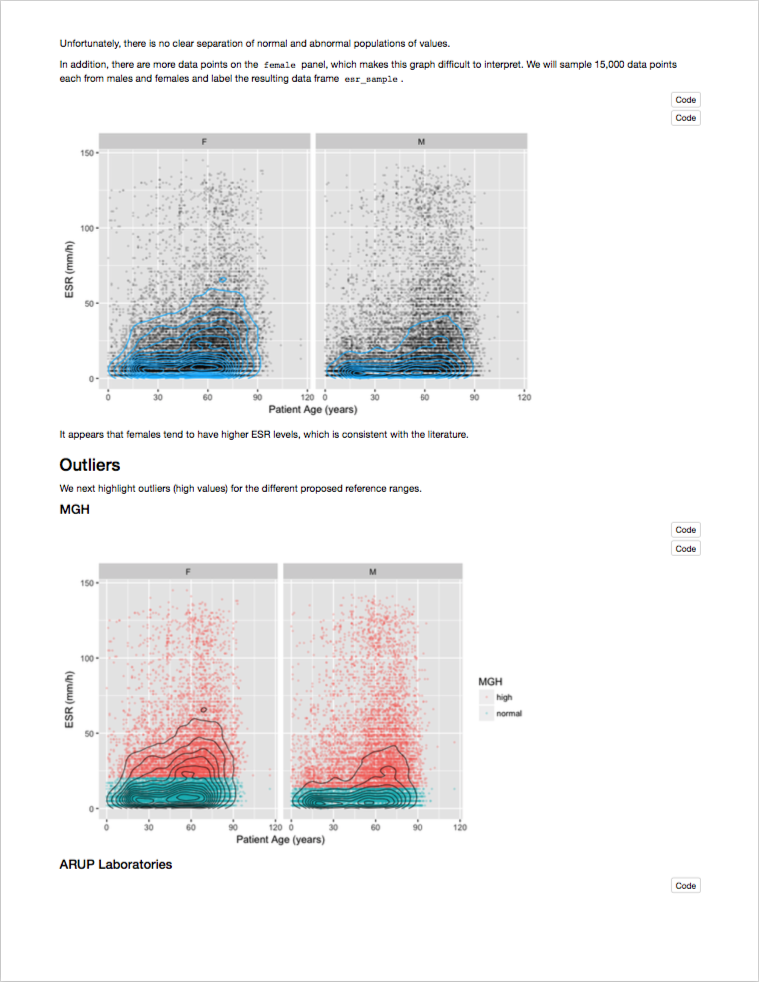 Unfortunately, there is no clear separation of normal and abnormal populations of values.
In addition, there are more data points on the female panel, which makes this graph difficult to interpret. We will sample 15,000 data points
each from males and females and label the resulting data frame esr_sample .
Code
Code
F M
150
100
50
0
ESR (mm/h)
0 30 60 90 120 0 30 60 90 120
Patient Age (years)
It appears that females tend to have higher ESR levels, which is consistent with the literature.
Outliers
We next highlight outliers (high values) for the different proposed reference ranges.
MGH
Code
Code
F M
150
100
50
0
ESR (mm/h)
0 30 60 90 120 0 30 60 90 120
Patient Age (years)
MGH
high
normal
ARUP Laboratories
Code